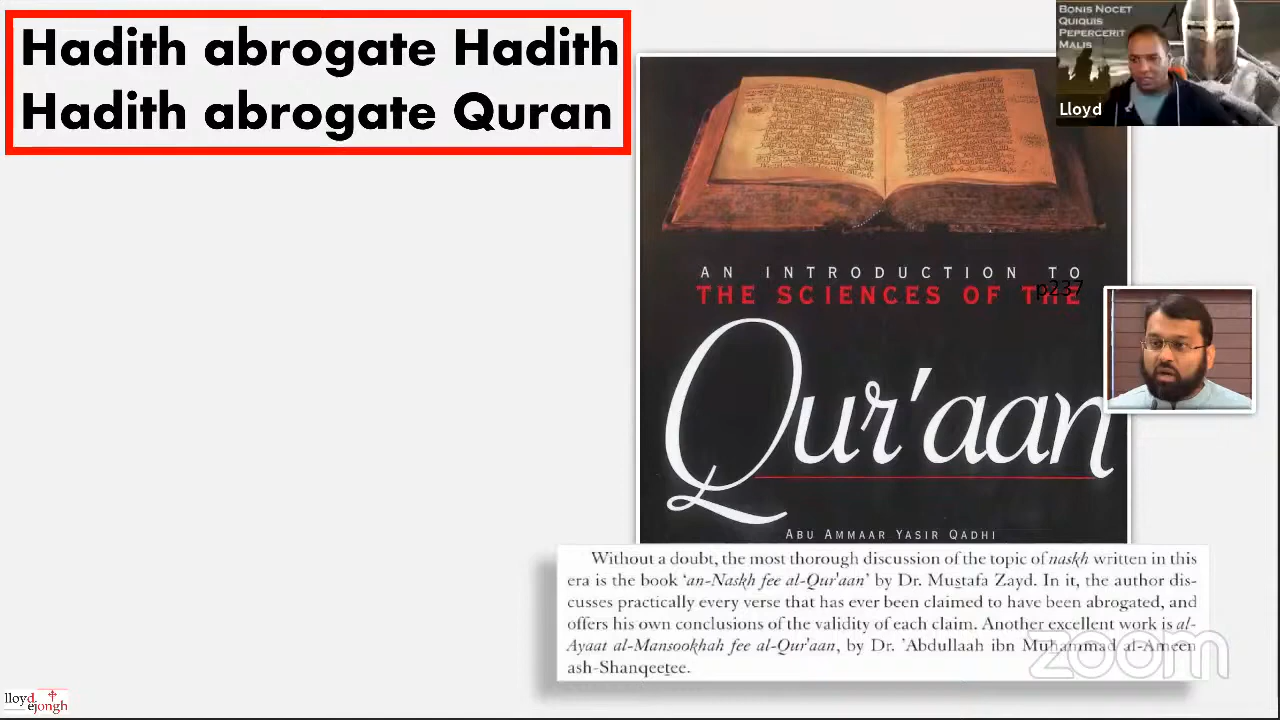 Hadith abrogate Hadith
Hadith abrogate Quran
BONIS NOCET
QUIQUIS
PEPERCERIT
MALIS
Lloyd
AN INTRODUCTION TO
THE SCIENCES OF THE
p237
Qur'aan
ABU AMMAAR YASIR QADHI
Without a doubt, the most thorough discussion of the topic of naskh written in this
era is the book 'an-Naskh fee al-Qur'aan' by Dr. Mustafa Zayd. In it, the author dis-
cusses practically every verse that has ever been claimed to have been abrogated, and
offers his own conclusions of the validity of each claim. Another excellent work is al-
Ayaat al-Mansookhah fee al-Qur'aan, by Dr. 'Abdullaah ibn Muhammad al-Ameen
ash-Shanqeetee.
zoom
lloyd
ejongh